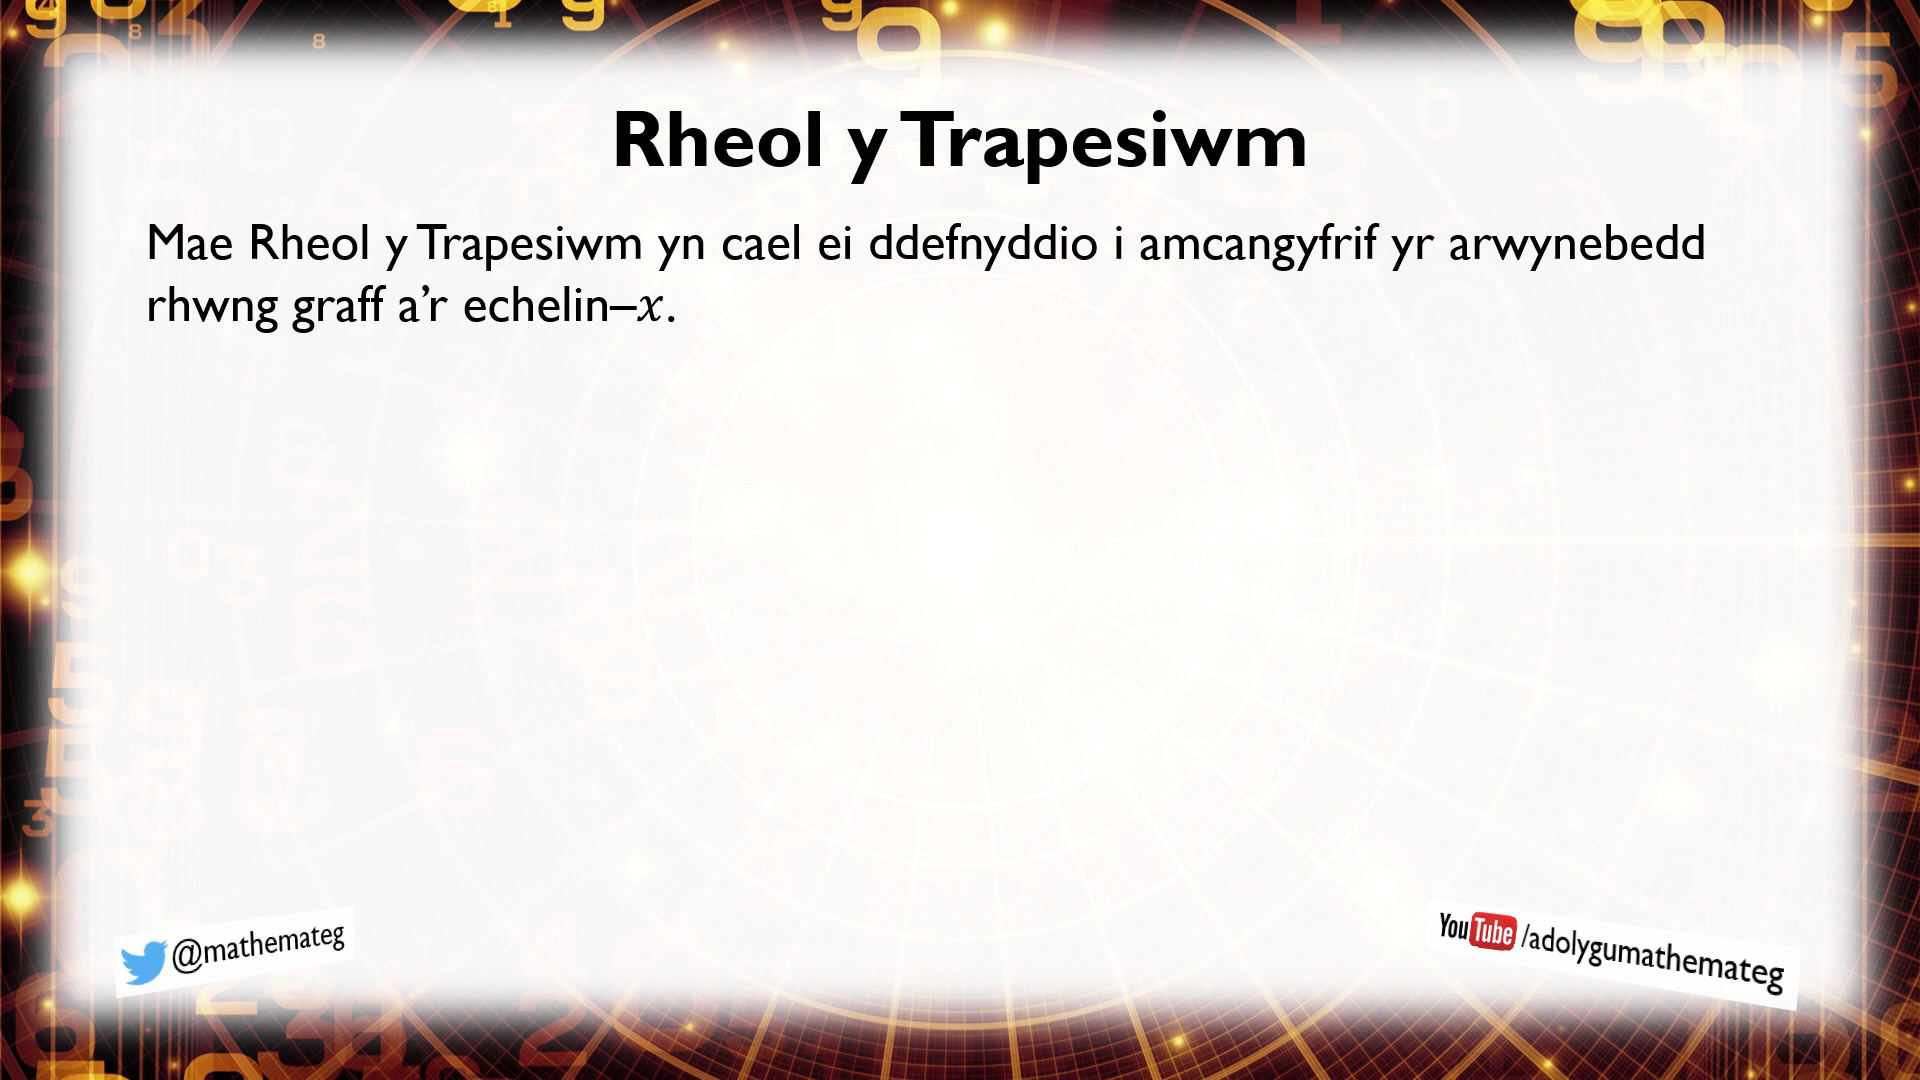 Rheol y Trapesiwm
Mae Rheol y Trapesiwm yn cael ei ddefnyddio i amcangyfrif yr arwynebedd
rhwng graff a’r echelin–x.
@mathemateg
YouTube /adolygumathemateg